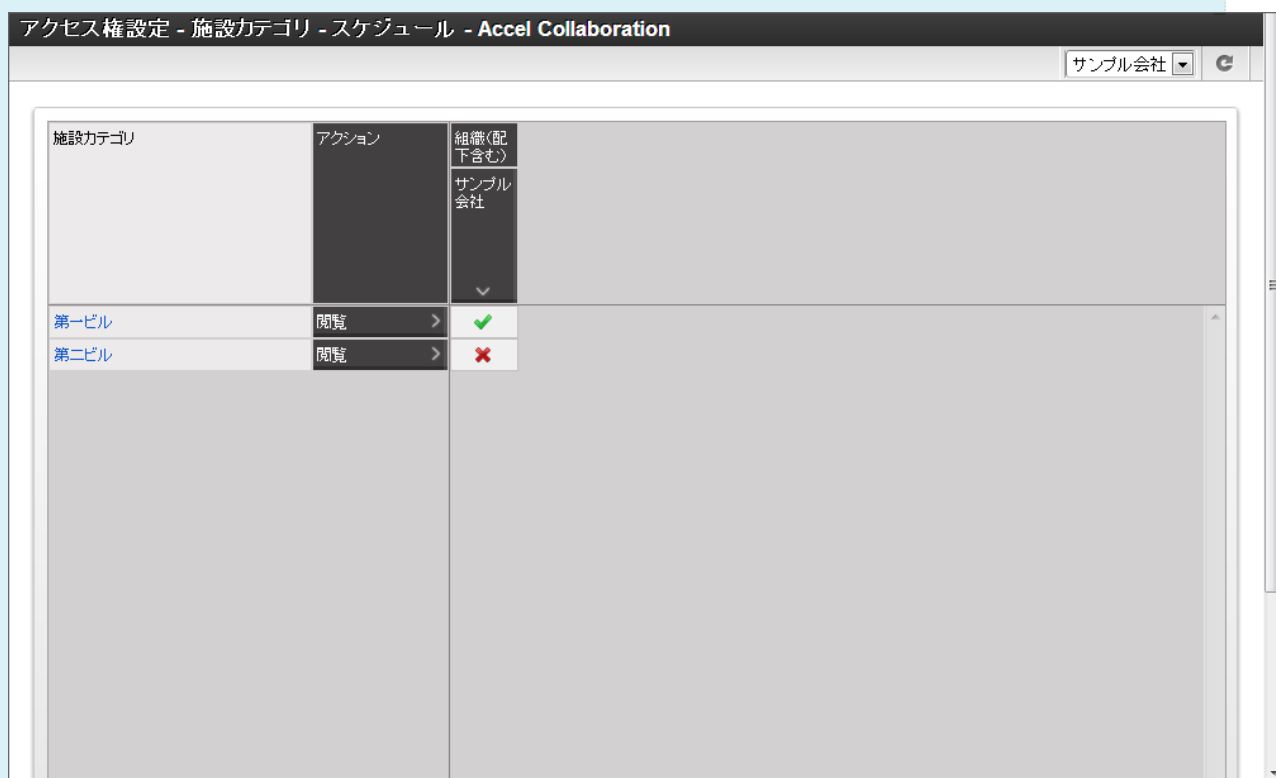 アクセス権設定 - 施設カテゴリ - スケジュール - Accel Collaboration
サンプル会社
施設カテゴリ
アクション
組織(配
下含む)
サンプル
会社
第一ビル
閲覧
第二ビル
閲覧